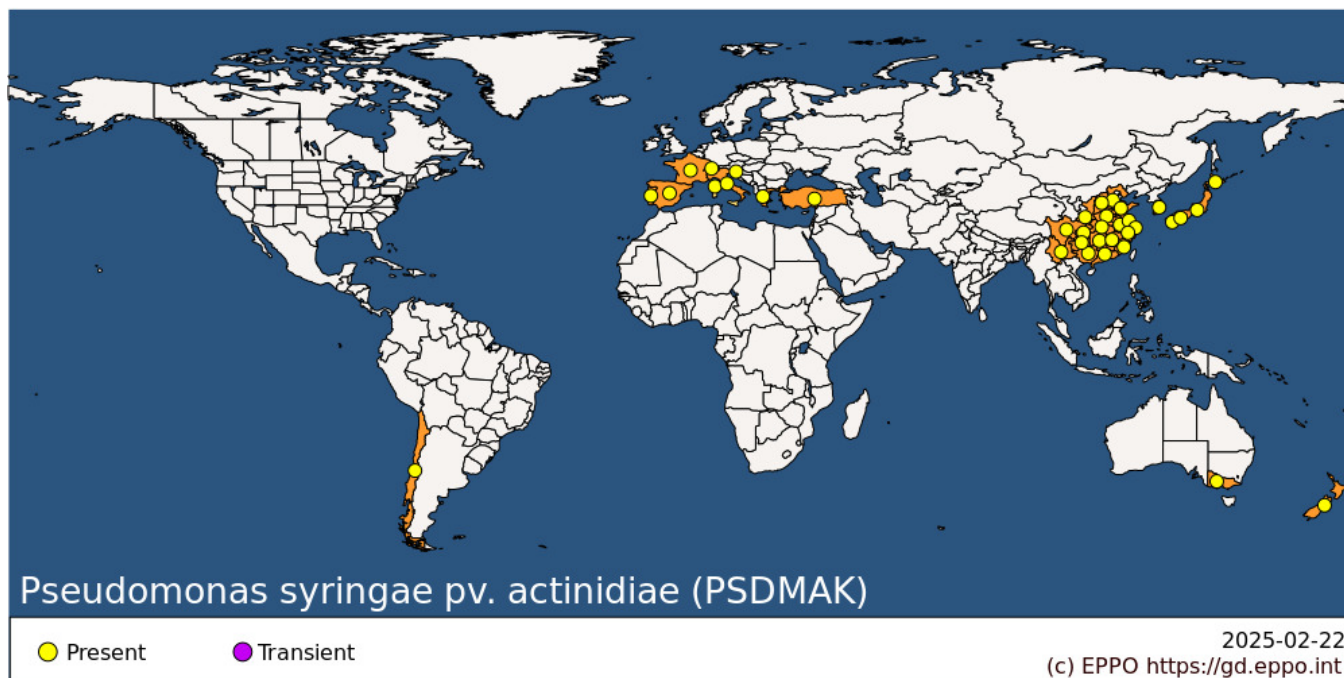 Pseudomonas syringae pv. actinidiae (PSDMAK)
Present
Transient
2025-02-22
(c) EPPO https://gd.eppo.int